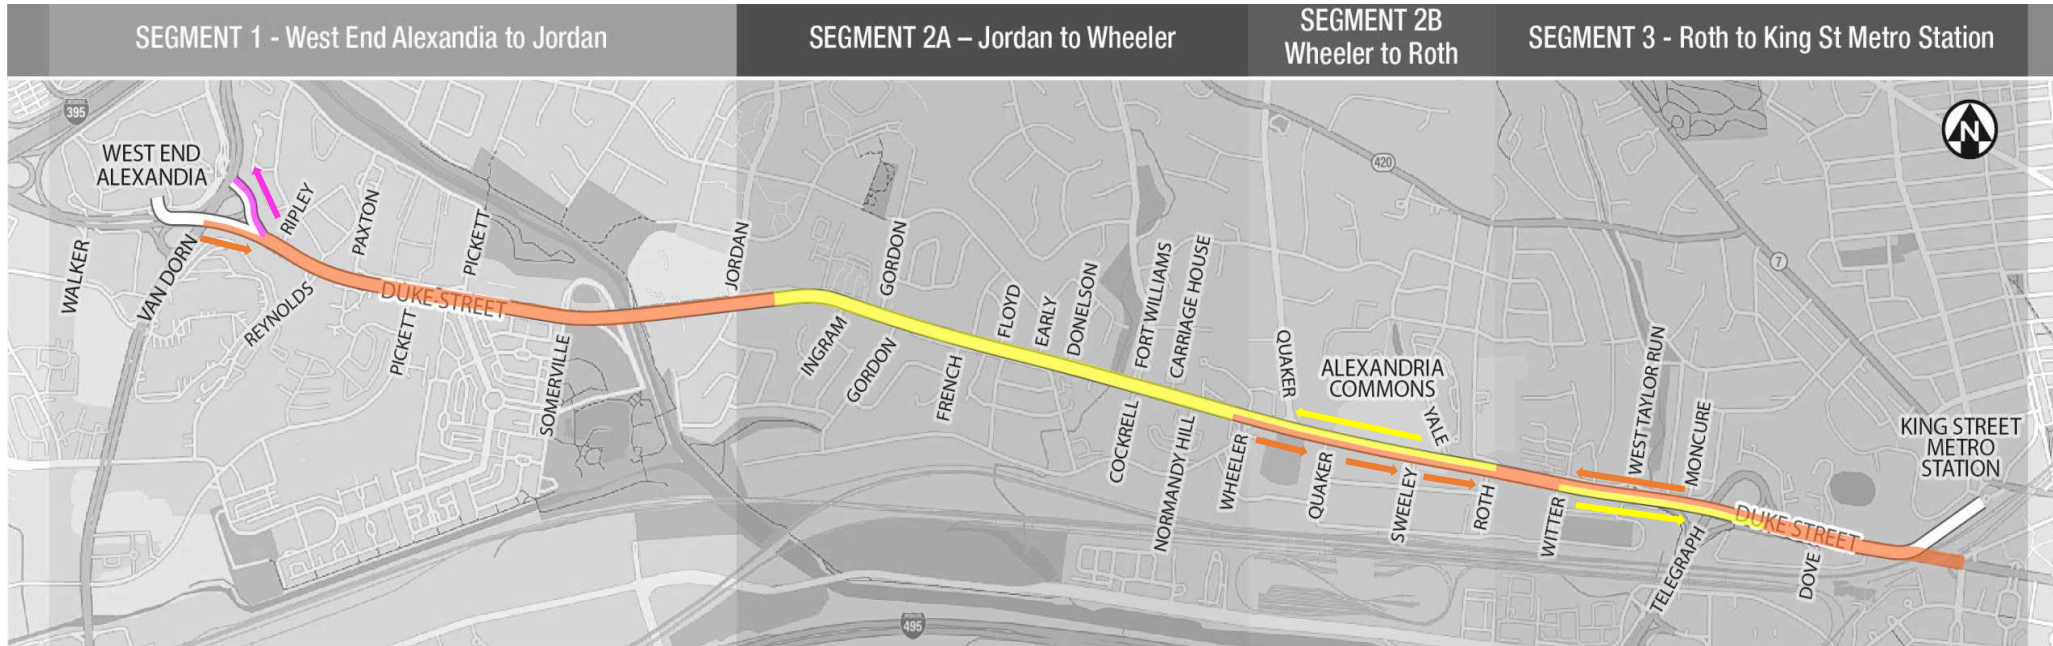 SEGMENT 1 - West End Alexandia to Jordan
SEGMENT 2A – Jordan to Wheeler
SEGMENT 2B
Wheeler to Roth
SEGMENT 3 - Roth to King St Metro Station
395
N
WEST END
ALEXANDIA
420
7
WALKER
VAN DORN
RIPLEY
REYNOLDS
PAXTON
PICKETT
PICKETT
DUKE STREET
SOMERVILLE
JORDAN
INGRAM
GORDON
GORDON
FRENCH
FLOYD
EARLY
DONELSON
COCKRELL
FORT WILLIAMS
NORMANDY HILL
CARRIAGE HOUSE
WHEELER
QUAKER
QUAKER
ALEXANDRIA
COMMONS
SWEELEY
YALE
ROTH
WITTER
WEST TAYLOR RUN
MONCURE
TELEGRAPH
DUKE STREET
DOVE
KING STREET
METRO
STATION
495